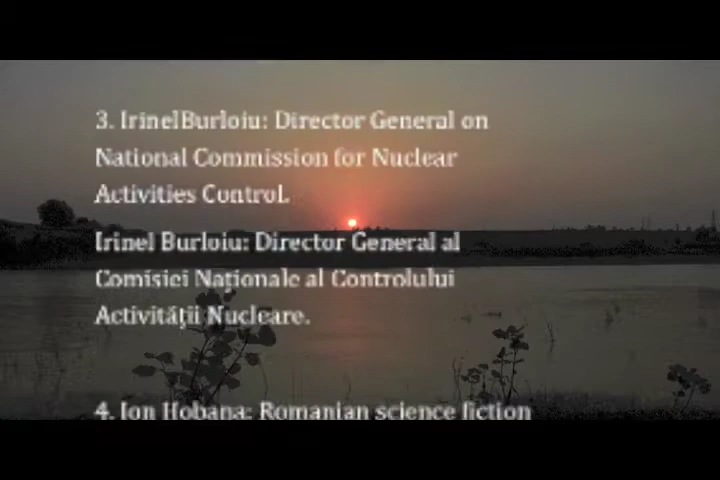 3. IrinelBurloiu: Director General on
National Commission for Nuclear
Activities Control.
Irinel Burloiu: Director General al
Comisiei Naționale al Controlului
Activității Nucleare.
4. Ion Hobana: Romanian science fiction